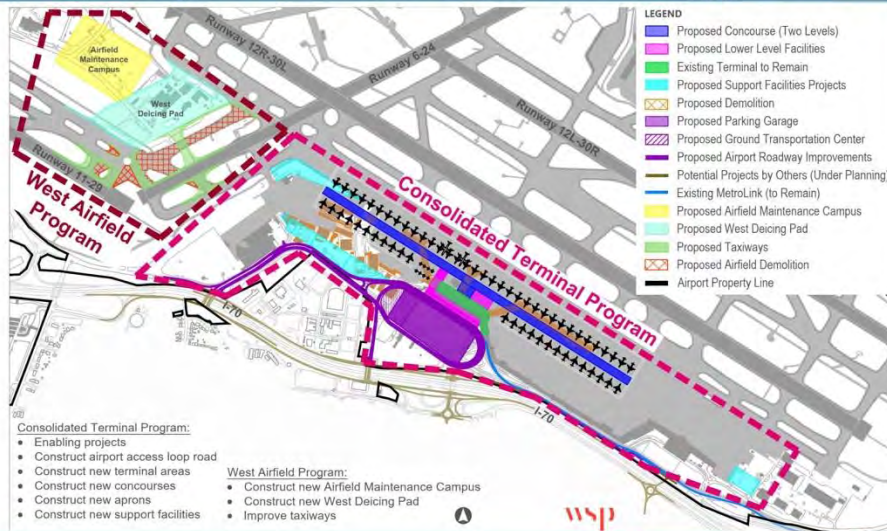 LEGEND
Proposed Concourse (Two Levels)
Proposed Lower Level Facilities
Existing Terminal to Remain
Proposed Support Facilities Projects
Proposed Demolition
Proposed Parking Garage
Proposed Ground Transportation Center
Proposed Airport Roadway Improvements
Potential Projects by Others (Under Planning)
Existing MetroLink (to Remain)
Proposed Airfield Maintenance Campus
Proposed West Deicing Pad
Proposed Taxiways
Proposed Airfield Demolition
Airport Property Line
Airfield
Maintenance
Campus
West
Deicing Pad
Runway 12R-30L
Runway 6-24
Runway 12L-30R
Runway 11-29
West Airfield
Program
Consolidated Terminal Program
I-70
I-70
Consolidated Terminal Program:
• Enabling projects
• Construct airport access loop road
• Construct new terminal areas
• Construct new concourses
• Construct new aprons
• Construct new support facilities
West Airfield Program:
• Construct new Airfield Maintenance Campus
• Construct new West Deicing Pad
• Improve taxiways
wsp